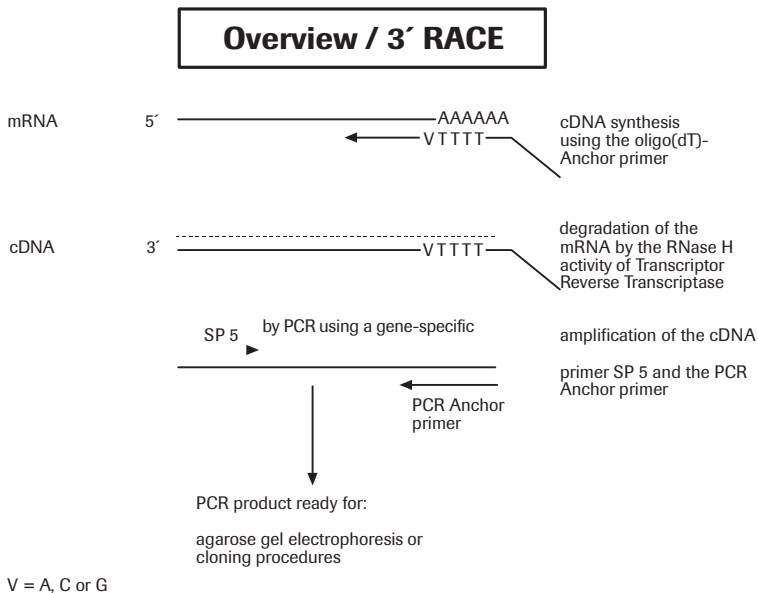 Overview / 3´ RACE
mRNA
5´
AAAAAA
VTTTT
cDNA synthesis
using the oligo(dT)-
Anchor primer
cDNA
3´
VTTTT
degradation of the
mRNA by the RNase H
activity of Transcriptor
Reverse Transcriptase
SP 5
by PCR using a gene-specific
amplification of the cDNA
primer SP 5 and the PCR
Anchor primer
PCR Anchor
primer
PCR product ready for:
agarose gel electrophoresis or
cloning procedures
V = A, C or G